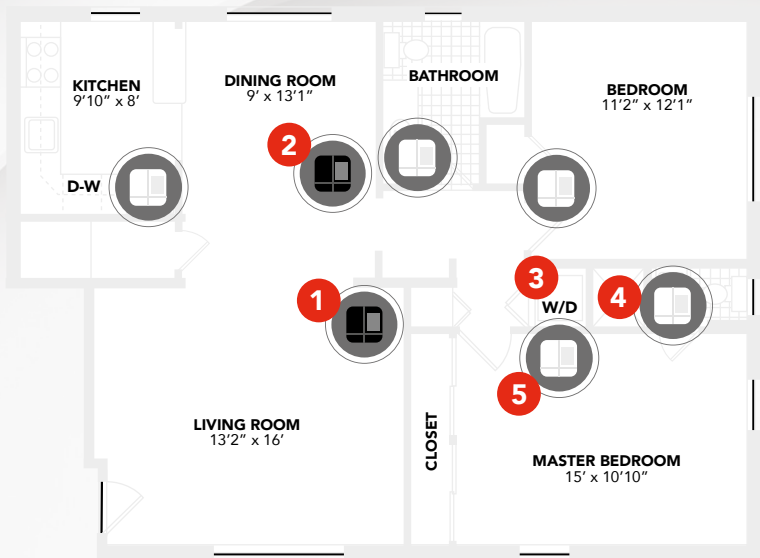 KITCHEN
9'10" x 8'
DINING ROOM
9' x 13'1"
BATHROOM
BEDROOM
11'2" x 12'1"
2
D-W
3
W/D
4
1
5
LIVING ROOM
13'2" x 16'
CLOSET
MASTER BEDROOM
15' x 10'10"